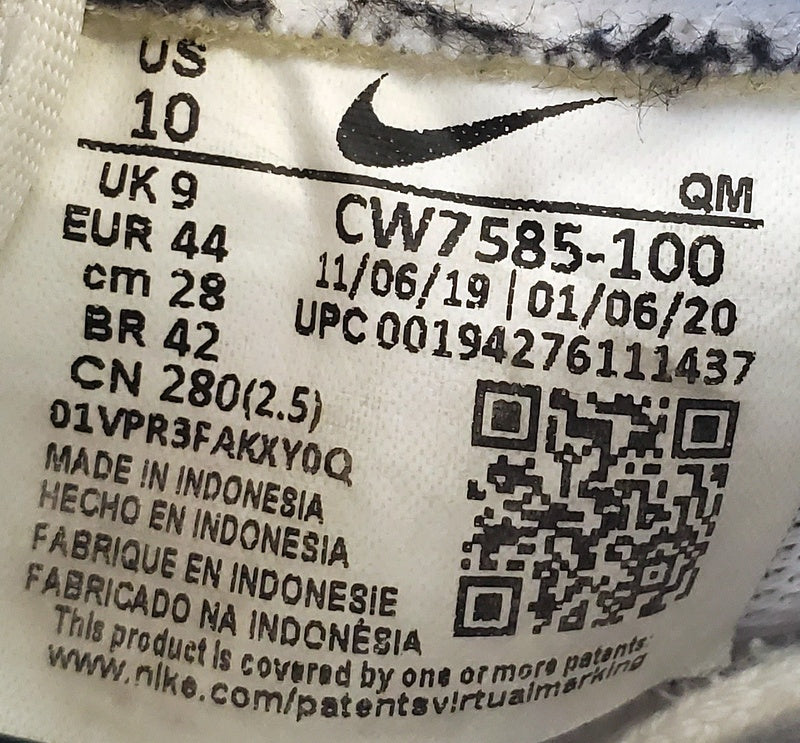 US
10
UK 9
EUR 44
cm 28
BR 42
CN 280(2.5)
QM
CW7585-100
11/06/19 | 01/06/20
UPC 00194276111437
01VPR3FAKXY0Q
MADE IN INDONESIA
HECHO EN INDONESIA
FABRIQUE EN INDONESIE
FABRICADO NA INDONÉSIA
This product is covered by one or more patents:
www.nike.com/patentsvirtualmarking